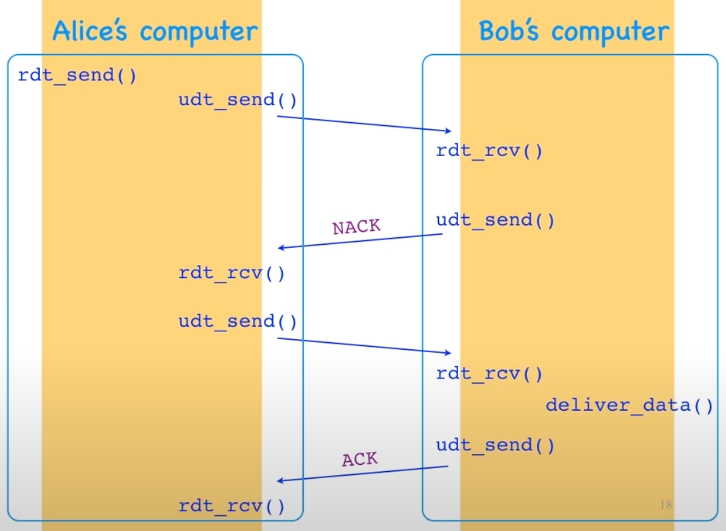 Alice's computer
Bob's computer
rdt_send()
udt_send()
rdt_rcv()
udt_send()
NACK
rdt_rcv()
udt_send()
rdt_rcv()
deliver_data()
udt_send()
ACK
rdt_rcv()
18